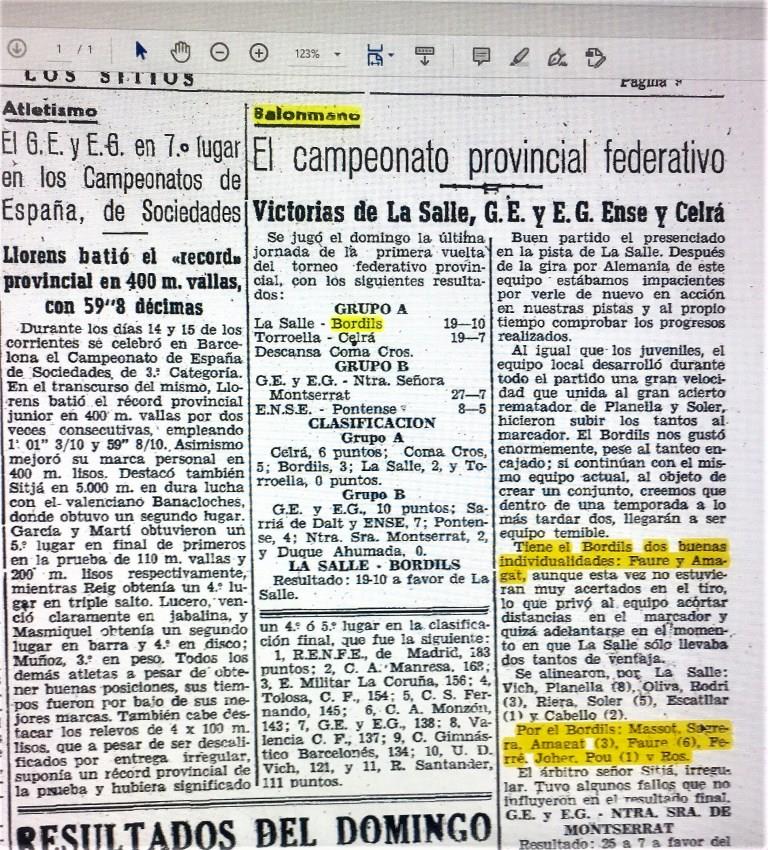 1 / 1
123%
LOS SITIOS
Página
Atletismo
El G.E. y E.G. en 7.º lugar
en los Campeonatos de
España, de Sociedades
Llorens batió el «record»
provincial en 400 m. vallas,
con 59"8 décimas
Durante los días 14 y 15 de los
corrientes se celebró en Barce-
lona el Campeonato de España
de Sociedades, de 3.ª Categoría.
En el transcurso del mismo, Llo-
rens batió el récord provincial
junior en 400 m. vallas por dos
veces consecutivas, empleando
1'. 01" 3/10 y 59" 8/10. Asimismo
mejoró su marca personal en
400 m. lisos. Destacó también
Sitjá en 5.000 m. en dura lucha
con el valenciano Banacloches,
donde obtuvo un segundo lugar.
García y Martí obtuvieron un
5.º lugar en final de primeros
en la prueba de 110 m. vallas y
200 m. lisos respectivamente,
mientras Reig obtenía un 4.º lu-
gar en triple salto. Lucero, ven-
ció claramente en jabalina, y
Masmiquel obtenía un segundo
lugar en barra y 4.º en disco;
Muñoz, 3.º en peso. Todos los
demás atletas a pesar de obte-
ner buenas posiciones, sus tiem-
pos fueron por bajo de sus me-
jores marcas. También cabe des-
tacar los relevos de 4 x 100 m.
lisos, que a pesar de ser descali-
ficados por entrega irregular,
suponía un récord provincial de
la prueba y hubiera significado
Balonmano
El campeonato provincial federativo
Victorias de La Salle, G.E. y E.G. Ense y Celrá
Se jugó el domingo la última
jornada de la primera vuelta
del torneo federativo provin-
cial, con los siguientes resulta-
dos:
GRUPO A
La Salle - Bordils 19—10
Torroella - Celrá 19—7
Descansa Coma Cros.
GRUPO B
G.E. y E.G. - Ntra. Señora
Montserrat 27—7
E.N.S.E. - Pontense 8—5
CLASIFICACION
Grupo A
Celrá, 6 puntos; Coma Cros,
5; Bordils, 3; La Salle, 2, y To-
rroella, 0 puntos.
Grupo B
G.E. y E.G., 10 puntos; Sa-
rriá de Dalt y ENSE, 7; Ponten-
se, 4; Ntra. Sra. Montserrat, 2,
y Duque Ahumada, 0.
LA SALLE - BORDILS
Resultado: 19-10 a favor de La
Salle.
un 4.º ó 5.º lugar en la clasifica-
ción final, que fue la siguiente:
1, R.E.N.F.E., de Madrid, 183
puntos; 2, C. A. Manresa, 168;
3, E. Militar La Coruña, 156; 4,
Tolosa, C. F., 154; 5, C. S. Fer-
nando, 145; 6, C. A. Monzón,
143; 7, G.E. y E.G., 138; 8, Va-
lencia C. F., 137; 9, C. Gimnás-
tico Barcelonés, 134; 10, U. D.
Vich, 121, y 11, R. Santander,
111 puntos.
Buen partido el presenciado
en la pista de La Salle. Después
de la gira por Alemania de este
equipo estábamos impacientes
por verle de nuevo en acción
en nuestras pistas y al propio
tiempo comprobar los progresos
realizados.
Al igual que los juveniles, el
equipo local desarrolló durante
todo el partido una gran veloci-
dad que unida al gran acierto
rematador de Planella y Soler,
hicieron subir los tantos al
marcador. El Bordils nos gustó
enormemente, pese al tanteo en-
cajado; si continúan con el mis-
mo equipo actual, al objeto de
crear un conjunto, creemos que
dentro de una temporada a lo
más tardar dos, llegarán a ser
equipo temible.
Tiene el Bordils dos buenas
individualidades: Faure y Ama-
gat, aunque esta vez no estuvie-
ran muy acertados en el tiro,
lo que privó al equipo acortar
distancias en el marcador y
quizá adelantarse en el momen-
to en que La Salle sólo llevaba
dos tantos de ventaja.
Se alinearon, por La Salle:
Vich, Planella (8), Oliva, Rodri
(3), Riera, Soler (5), Escatllar
(1) y Cabello (2).
Por el Bordils: Massot, Sagre-
ra, Amagat (3), Faure (6), Fe-
rré, Joher, Pou (1) y Ros.
El árbitro señor Sitjá, irregu-
lar. Tuvo algunos fallos que no
influyeron en el resultado final.
G.E. y E.G. - NTRA. SRA. DE
MONTSERRAT
Resultado: 25 a 7 a favor del
RESULTADOS DEL DOMINGO